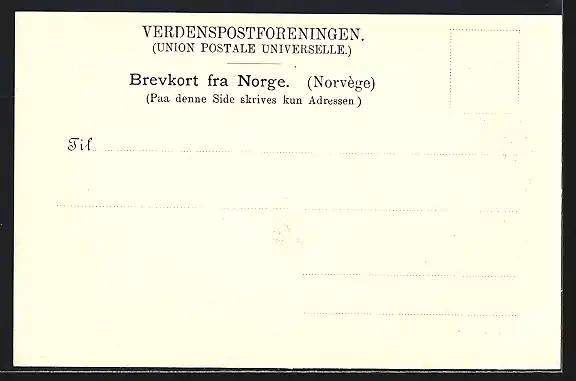 VERDENSPOSTFORENINGEN.
(UNION POSTALE UNIVERSELLE.)
Brevkort fra Norge. (Norvège)
(Paa denne Side skrives kun Adressen)
Til